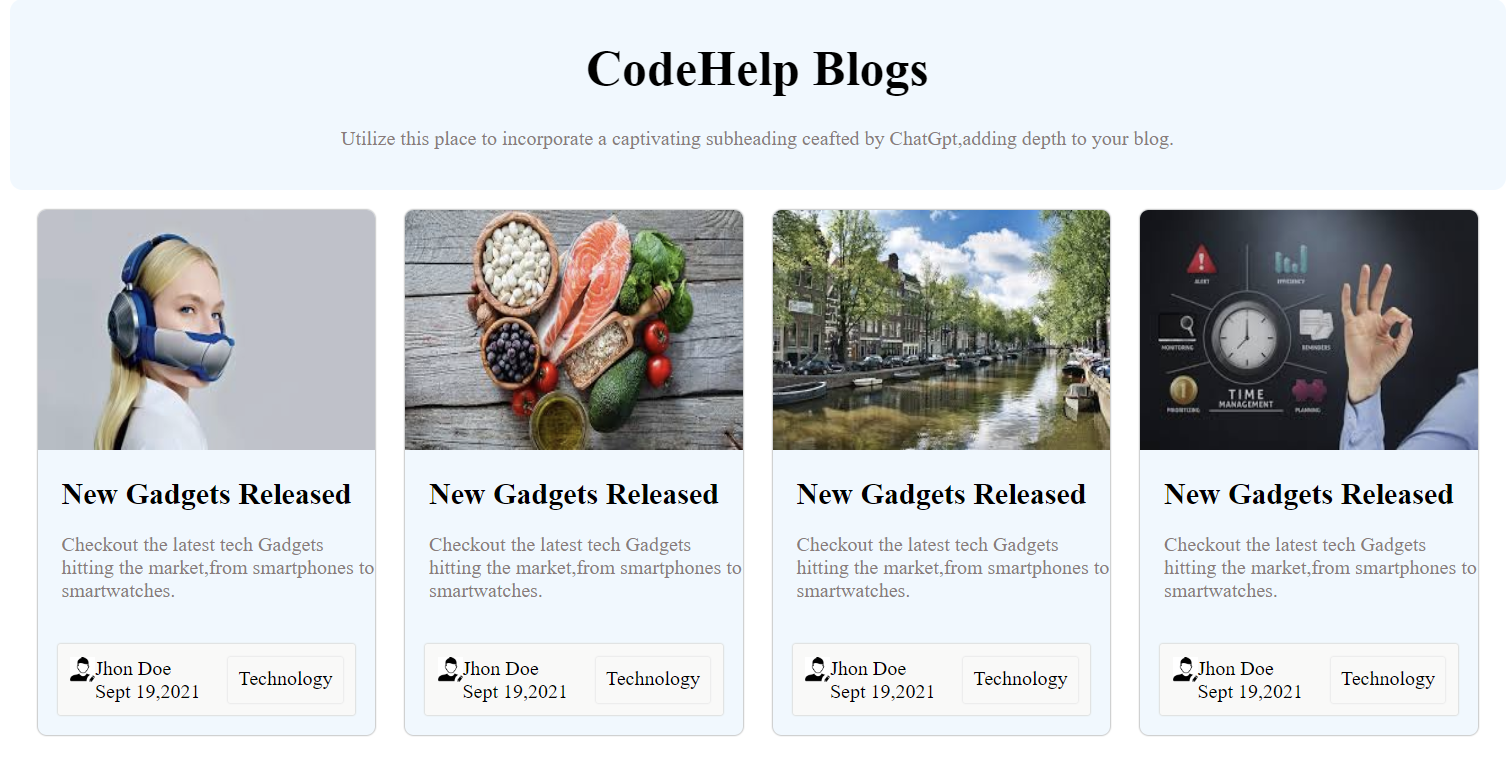 CodeHelp Blogs
Utilize this place to incorporate a captivating subheading ceafted by ChatGpt,adding depth to your blog.
ALERT
EFFICIENCY
MONITORING
REMINDERS
PRIORITIZING
TIME
MANAGEMENT
PLANNING
New Gadgets Released
Checkout the latest tech Gadgets
hitting the market,from smartphones to
smartwatches.
Jhon Doe
Sept 19,2021
Technology
New Gadgets Released
Checkout the latest tech Gadgets
hitting the market,from smartphones to
smartwatches.
Jhon Doe
Sept 19,2021
Technology
New Gadgets Released
Checkout the latest tech Gadgets
hitting the market,from smartphones to
smartwatches.
Jhon Doe
Sept 19,2021
Technology
New Gadgets Released
Checkout the latest tech Gadgets
hitting the market,from smartphones to
smartwatches.
Jhon Doe
Sept 19,2021
Technology